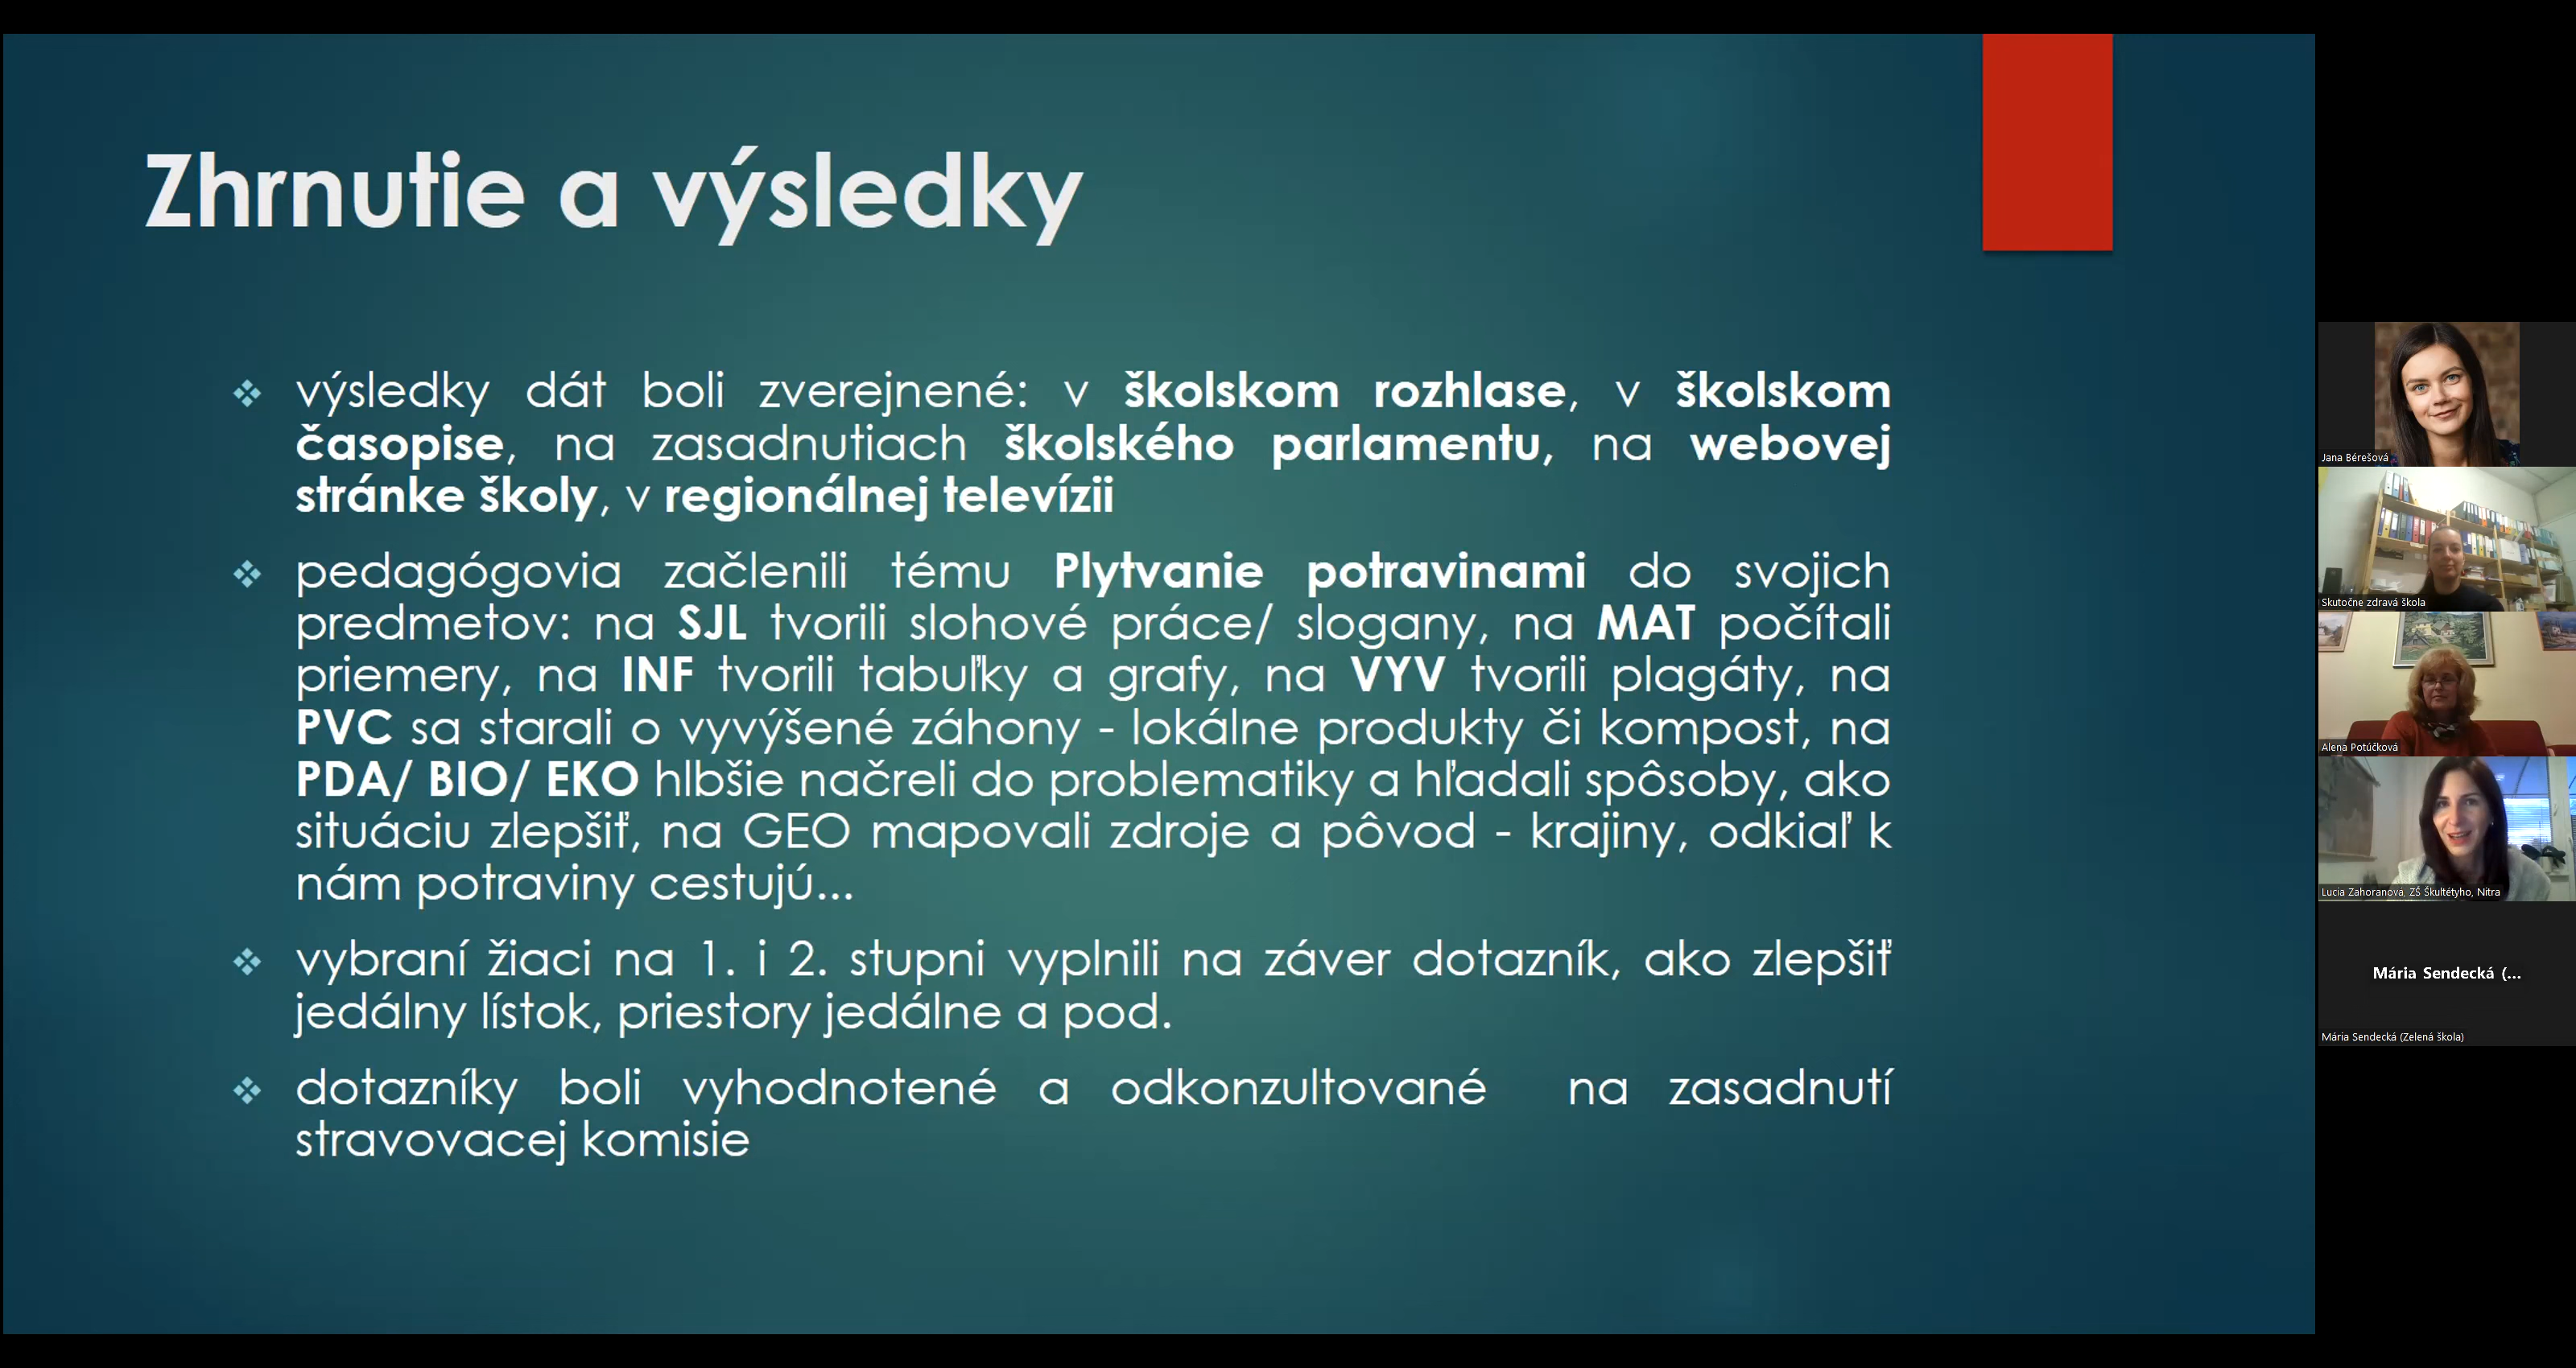 Zhrnutie a výsledky
výsledky dát boli zverejnené: v školskom rozhlase, v školskom
časopise, na zasadnutiach školského parlamentu, na webovej
stránke školy, v regionálnej televízii
pedagógovia začlenili tému Plytvanie potravinami do svojich
predmetov: na SJL tvorili slohové práce/ slogany, na MAT počítali
priemery, na INF tvorili tabuľky a grafy, na VYV tvorili plagáty, na
PVC sa starali o vyvýšené záhony - lokálne produkty či kompost, na
PDA/ BIO/ EKO hlbšie načreli do problematiky a hľadali spôsoby, ako
situáciu zlepšiť, na GEO mapovali zdroje a pôvod - krajiny, odkiaľ k
nám potraviny cestujú...
vybraní žiaci na 1. i 2. stupni vyplnili na záver dotazník, ako zlepšiť
jedálny lístok, priestory jedálne a pod.
dotazníky boli vyhodnotené a odkonzultované na zasadnutí
stravovacej komisie
Jana Bérešová
Skutočne zdravá škola
Alena Potúčková
Lucia Zahoranová, ZŠ Škultétyho, Nitra
Mária Sendecká (...
Mária Sendecká (Zelená škola)